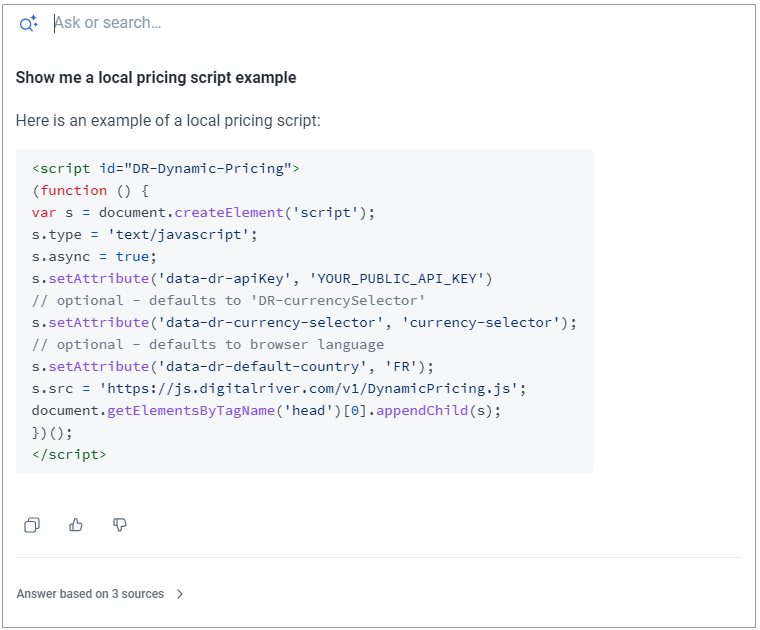 Ask or search...
Show me a local pricing script example
Here is an example of a local pricing script:
<script id="DR-Dynamic-Pricing">
(function () {
var s = document.createElement('script');
s.type = 'text/javascript';
s.async = true;
s.setAttribute('data-dr-apiKey', 'YOUR_PUBLIC_API_KEY')
// optional – defaults to 'DR-currencySelector'
s.setAttribute('data-dr-currency-selector', 'currency-selector');
// optional – defaults to browser language
s.setAttribute('data-dr-default-country', 'FR');
s.src = 'https://js.digitalriver.com/v1/DynamicPricing.js';
document.getElementsByTagName('head')[0].appendChild(s);
})();
</script>
Answer based on 3 sources